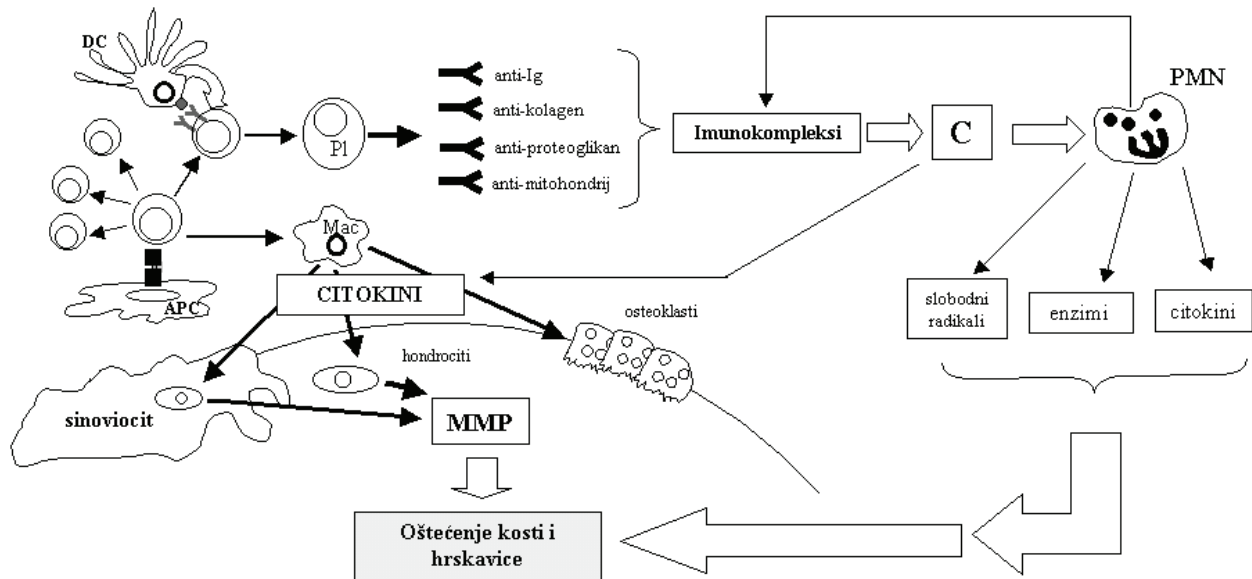 DC
PMN
anti-Ig
anti-kolagen
anti-proteoglikan
anti-mitohondrij
Pl
Imunokompleksi
C
Mac
CITOKINI
APC
osteoklasti
slobodni
radikali
enzimi
citokini
hondrociti
sinoviocit
MMP
Oštećenje kosti i
hrskavice